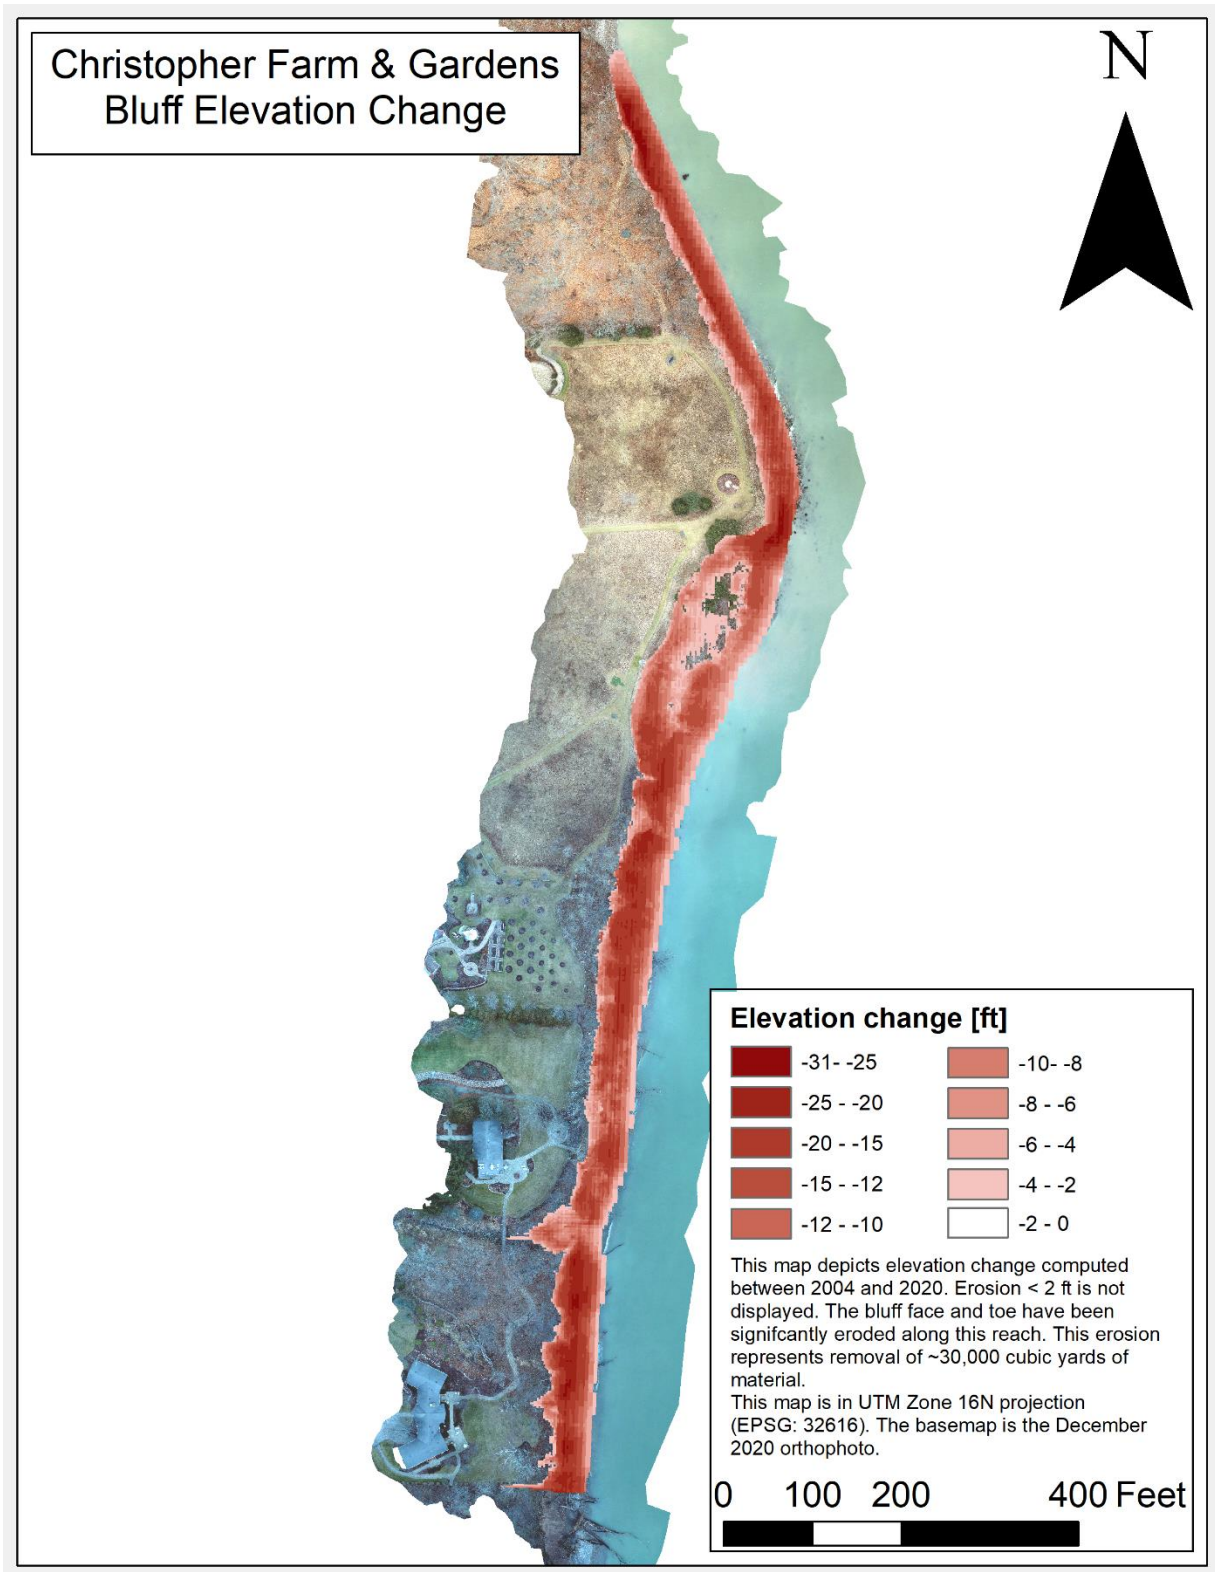 Christopher Farm & Gardens
Bluff Elevation Change
N
Elevation change [ft]
-31- -25
-25 - -20
-20 - -15
-15 - -12
-12 - -10
-10- -8
-8 - -6
-6 - -4
-4 - -2
-2 - 0
This map depicts elevation change computed
between 2004 and 2020. Erosion < 2 ft is not
displayed. The bluff face and toe have been
signifcantly eroded along this reach. This erosion
represents removal of ~30,000 cubic yards of
material.
This map is in UTM Zone 16N projection
(EPSG: 32616). The basemap is the December
2020 orthophoto.
0 100 200 400 Feet